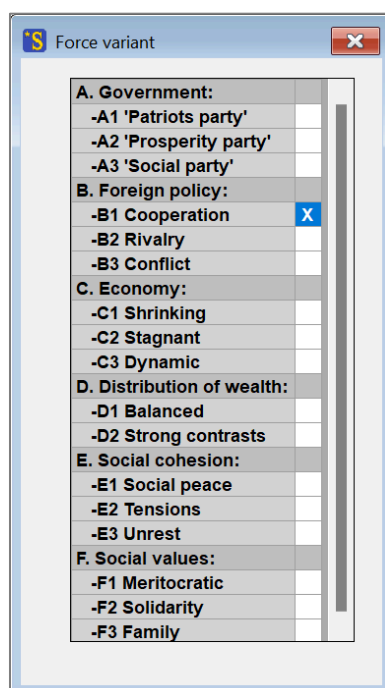 S Force variant
A. Government:
-A1 'Patriots party'
-A2 'Prosperity party'
-A3 'Social party'
B. Foreign policy:
-B1 Cooperation X
-B2 Rivalry
-B3 Conflict
C. Economy:
-C1 Shrinking
-C2 Stagnant
-C3 Dynamic
D. Distribution of wealth:
-D1 Balanced
-D2 Strong contrasts
E. Social cohesion:
-E1 Social peace
-E2 Tensions
-E3 Unrest
F. Social values:
-F1 Meritocratic
-F2 Solidarity
-F3 Family